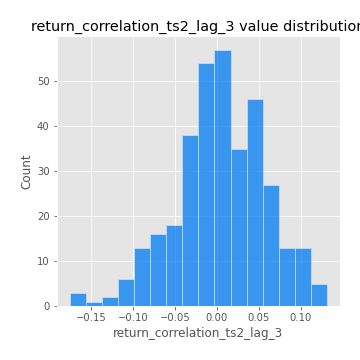 return_correlation_ts2_lag_3 value distribution
Count
50
40
30
20
10
0
−0.15 −0.10 −0.05 0.00 0.05 0.10
return_correlation_ts2_lag_3